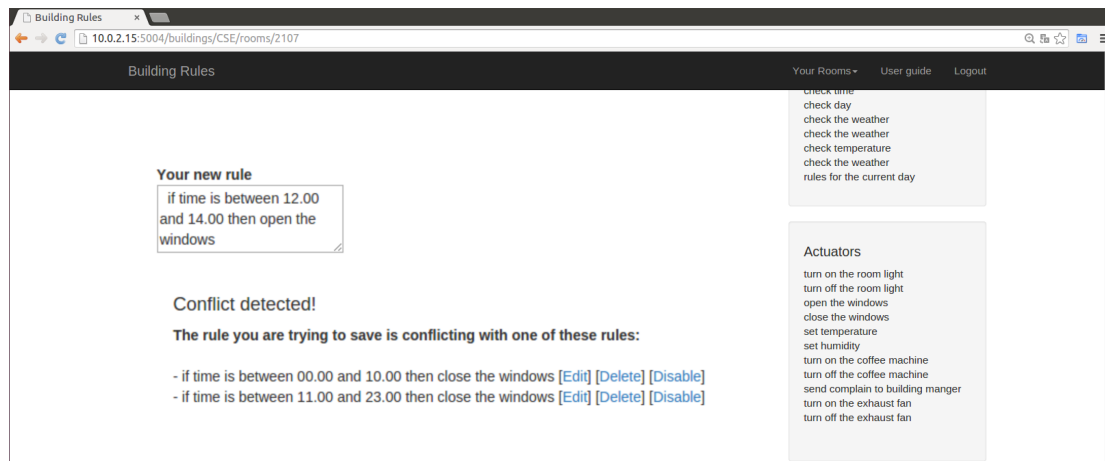 Building Rules
10.0.2.15:5004/buildings/CSE/rooms/2107
Building Rules
Your Rooms
User guide
Logout
check time
check day
check the weather
check the weather
check temperature
check the weather
rules for the current day
Your new rule
if time is between 12.00
and 14.00 then open the
windows
Conflict detected!
The rule you are trying to save is conflicting with one of these rules:
- if time is between 00.00 and 10.00 then close the windows [Edit] [Delete] [Disable]
- if time is between 11.00 and 23.00 then close the windows [Edit] [Delete] [Disable]
Actuators
turn on the room light
turn off the room light
open the windows
close the windows
set temperature
set humidity
turn on the coffee machine
turn off the coffee machine
send complain to building manger
turn on the exhaust fan
turn off the exhaust fan